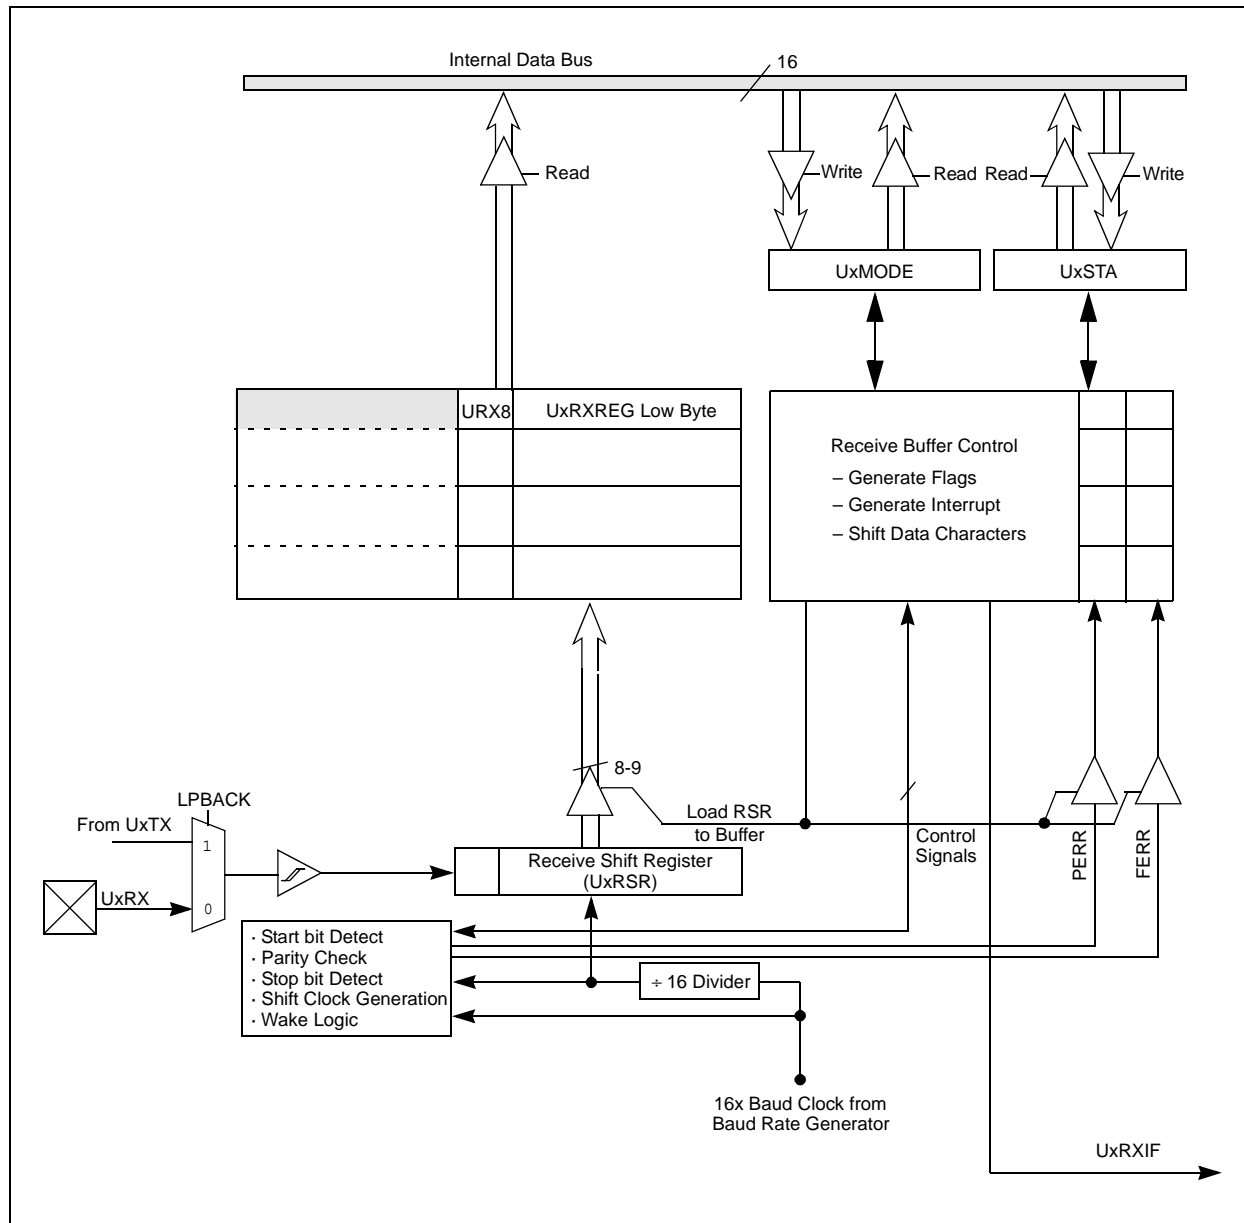 Internal Data Bus
16
Read
Write
Read
Read
Write
UxMODE
UxSTA
URX8
UxRXREG Low Byte
Receive Buffer Control
– Generate Flags
– Generate Interrupt
– Shift Data Characters
8-9
LPBACK
From UxTX
1
0
UxRX
Load RSR
to Buffer
Control
Signals
PERR
FERR
Receive Shift Register
(UxRSR)
· Start bit Detect
· Parity Check
· Stop bit Detect
· Shift Clock Generation
· Wake Logic
÷ 16 Divider
16x Baud Clock from
Baud Rate Generator
UxRXIF